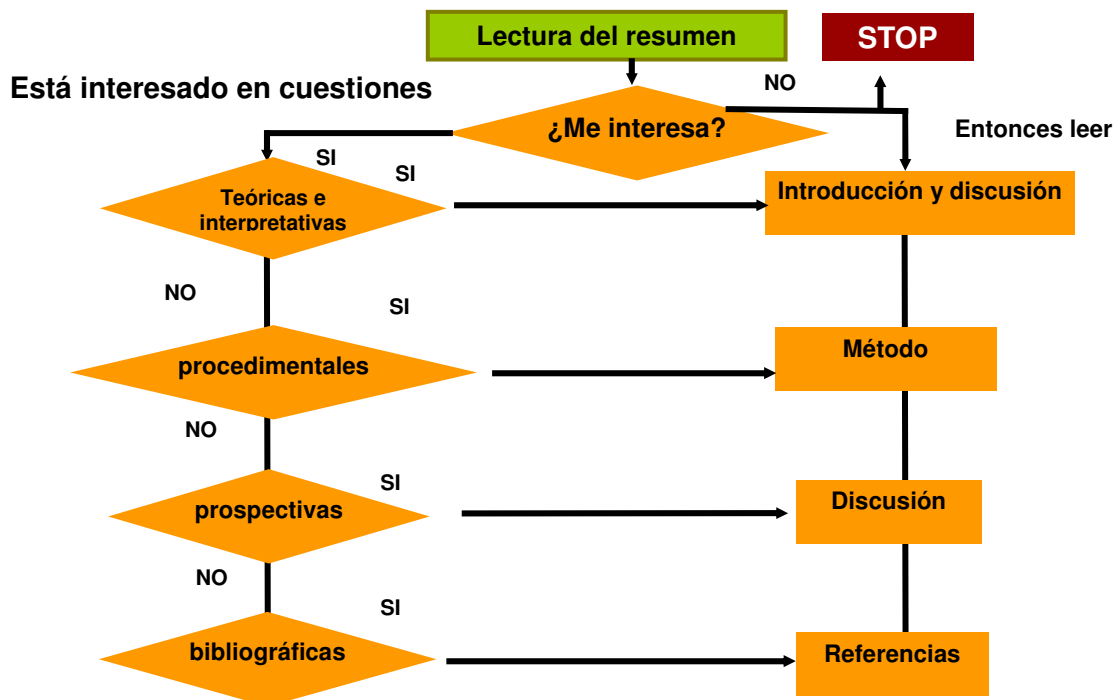 Lectura del resumen
STOP
Está interesado en cuestiones
NO
¿Me interesa?
Entonces leer
SI
SI
Teóricas e
interpretativas
Introducción y discusión
NO
SI
procedimentales
Método
NO
SI
prospectivas
Discusión
NO
SI
bibliográficas
Referencias